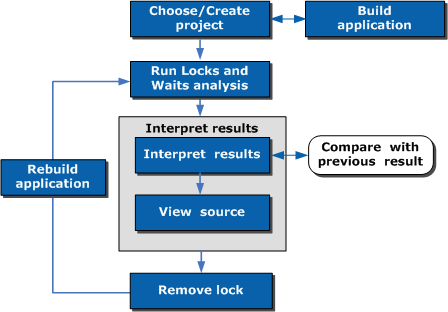 Choose/Create
project
Build
application
Run Locks and
Waits analysis
Interpret results
Interpret results
Compare with
previous result
Rebuild
application
View source
Remove lock